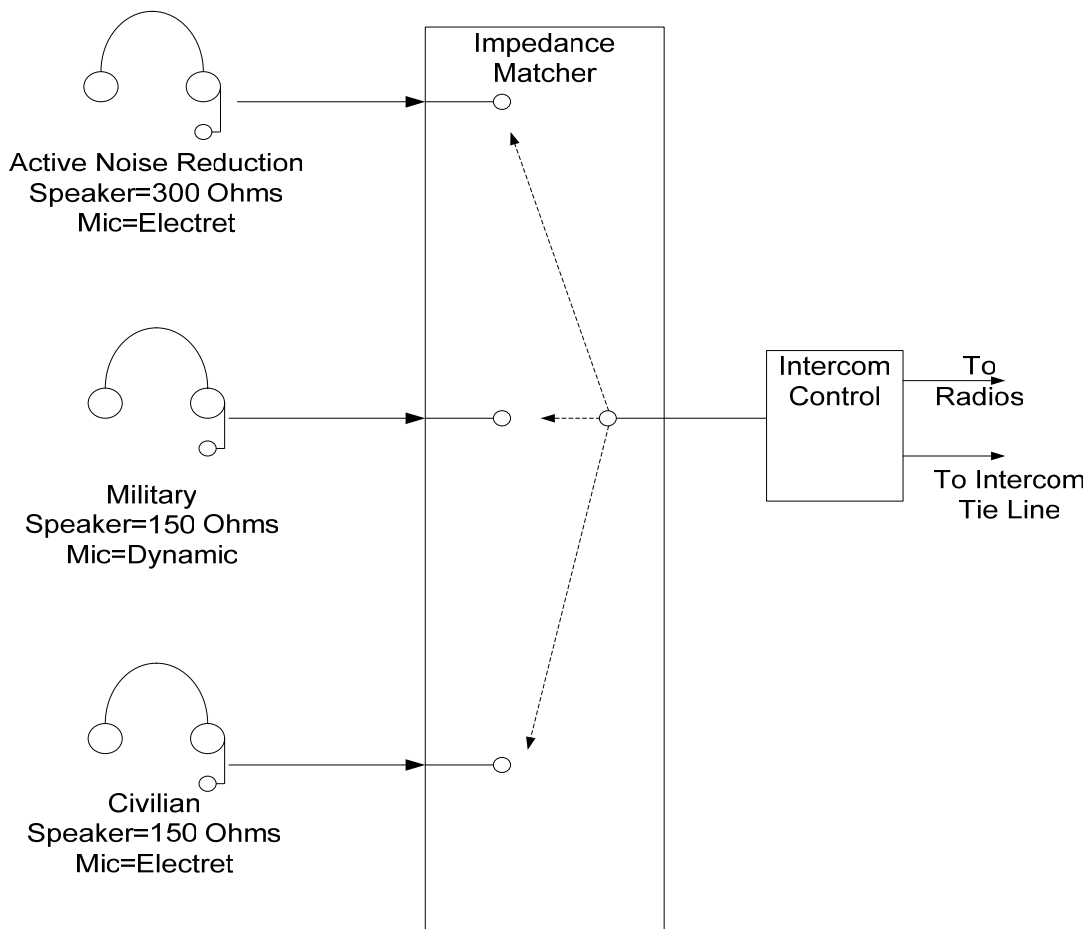 Impedance
Matcher
Active Noise Reduction
Speaker=300 Ohms
Mic=Electret
Military
Speaker=150 Ohms
Mic=Dynamic
Civilian
Speaker=150 Ohms
Mic=Electret
Intercom
Control
To
Radios
To Intercom
Tie Line